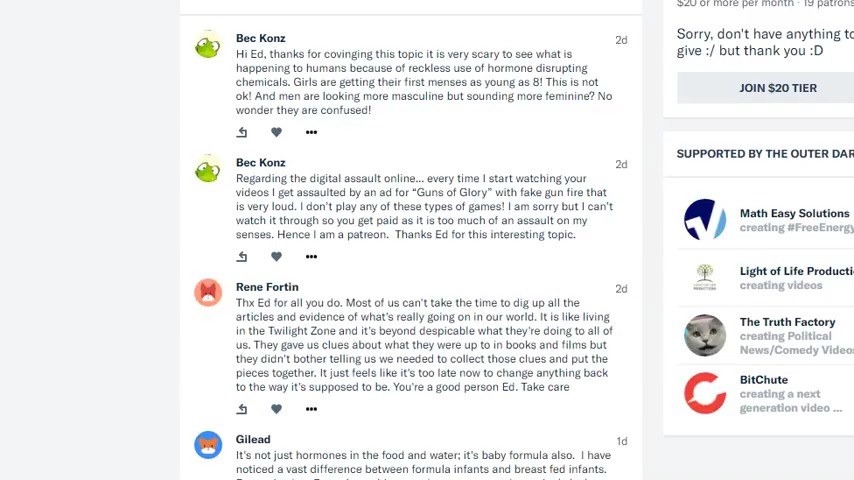 Bec Konz
2d
Hi Ed, thanks for covinging this topic it is very scary to see what is
happening to humans because of reckless use of hormone disrupting
chemicals. Girls are getting their first menses as young as 8! This is not
ok! And men are looking more masculine but sounding more feminine? No
wonder they are confused!
Bec Konz
2d
Regarding the digital assault online... every time I start watching your
videos I get assaulted by an ad for “Guns of Glory” with fake gun fire that
is very loud. I don't play any of these types of games! I am sorry but I can't
watch it through so you get paid as it is too much of an assault on my
senses. Hence I am a patreon. Thanks Ed for this interesting topic.
Rene Fortin
2d
Thx Ed for all you do. Most of us can't take the time to dig up all the
articles and evidence of what's really going on in our world. It is like living
in the Twilight Zone and it's beyond despicable what they're doing to all of
us. They gave us clues about what they were up to in books and films but
they didn't bother telling us we needed to collect those clues and put the
pieces together. It just feels like it's too late now to change anything back
to the way it's supposed to be. You're a good person Ed. Take care
Gilead
1d
It's not just hormones in the food and water; it's baby formula also. I have
noticed a vast difference between formula infants and breast fed infants.
$20 or more per month · 19 patrons
Sorry, don't have anything to
give :/ but thank you :D
JOIN $20 TIER
SUPPORTED BY THE OUTER DAR
Math Easy Solutions
creating #FreeEnergy
Light of Life Producti
creating videos
The Truth Factory
creating Political
News/Comedy Videos
BitChute
creating a next
generation video ...